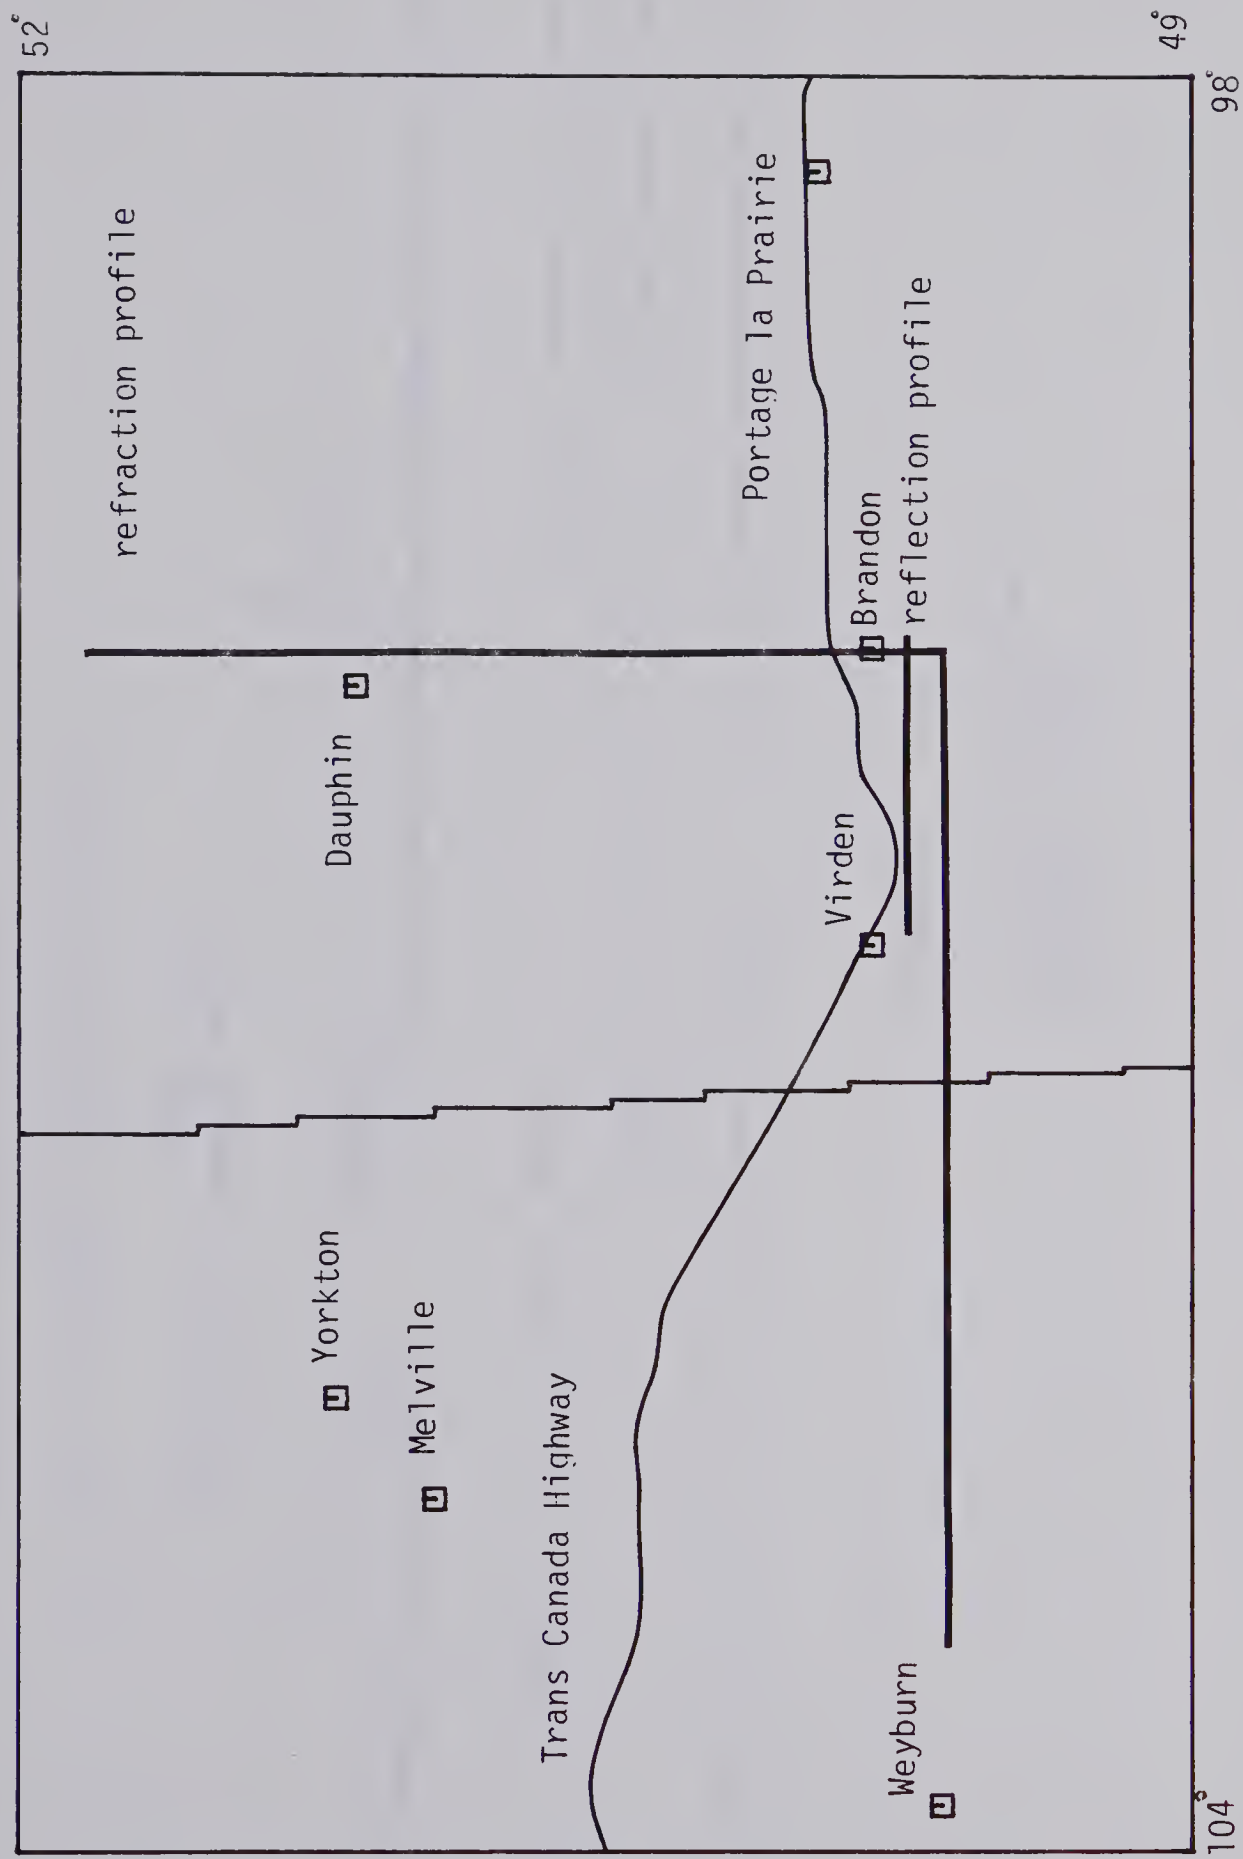 52°
refraction profile
Dauphin
Yorkton
Melville
Trans Canada Highway
Portage la Prairie
Virden
Brandon
reflection profile
Weyburn
49°
104°
98°